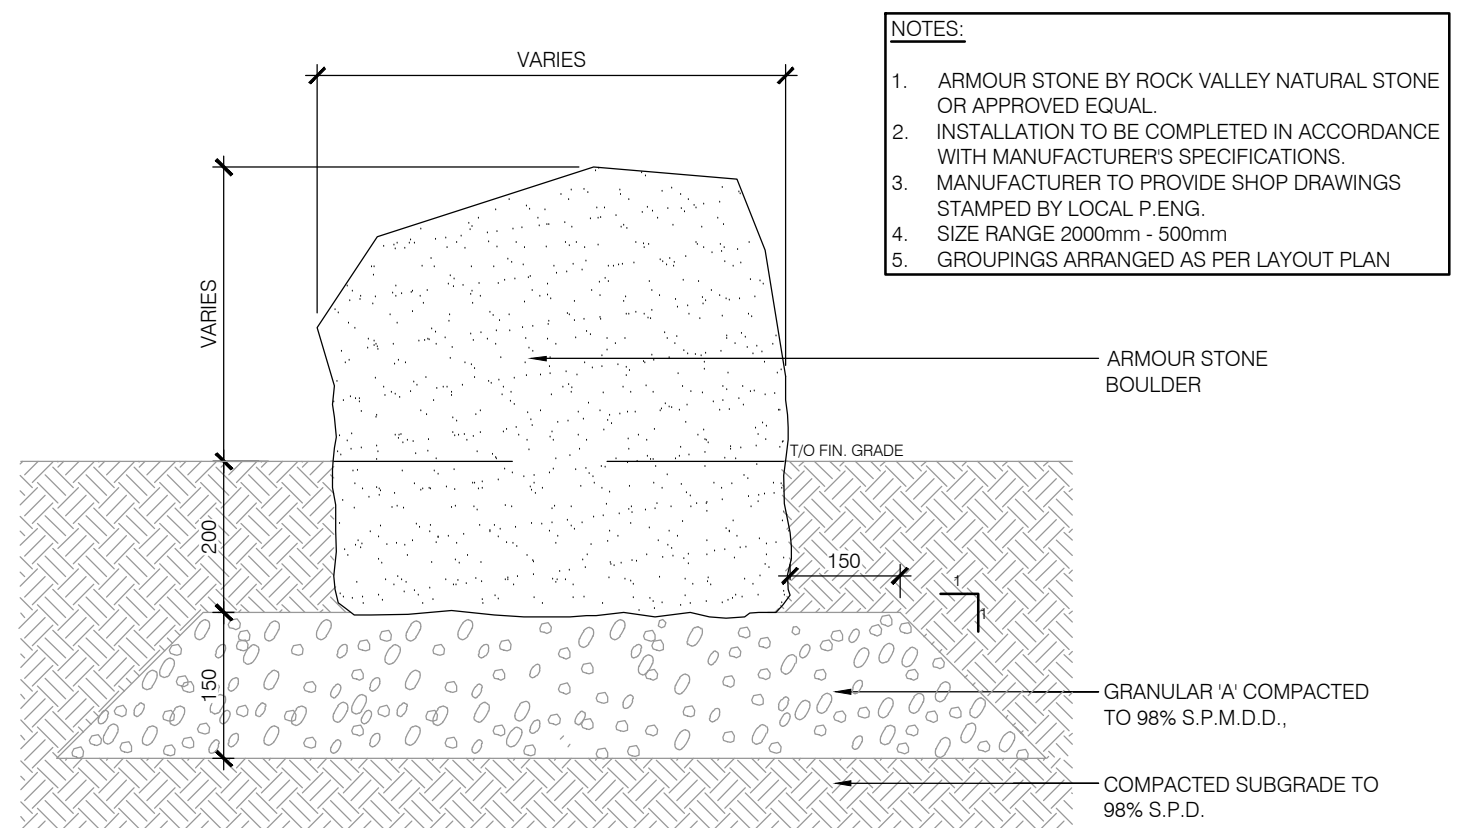 NOTES:
1. ARMOUR STONE BY ROCK VALLEY NATURAL STONE
OR APPROVED EQUAL.
2. INSTALLATION TO BE COMPLETED IN ACCORDANCE
WITH MANUFACTURER'S SPECIFICATIONS.
3. MANUFACTURER TO PROVIDE SHOP DRAWINGS
STAMPED BY LOCAL P.ENG.
4. SIZE RANGE 2000mm - 500mm
5. GROUPINGS ARRANGED AS PER LAYOUT PLAN
VARIES
VARIES
ARMOUR STONE
BOULDER
T/O FIN. GRADE
200
150
1
1
150
GRANULAR 'A' COMPACTED
TO 98% S.P.M.D.D.,
COMPACTED SUBGRADE TO
98% S.P.D.